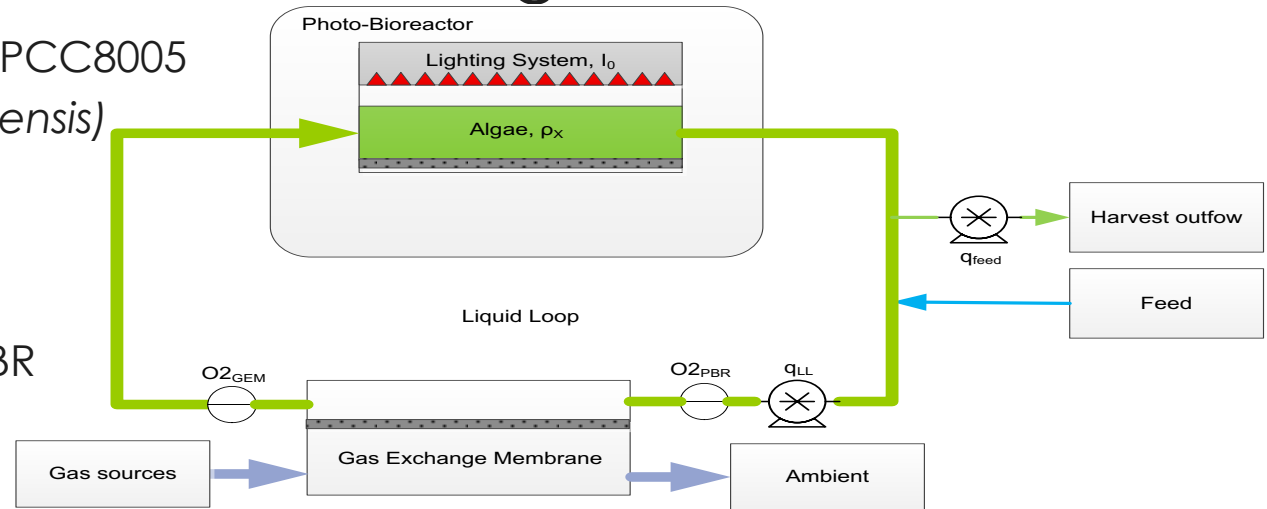 Photo-Bioreactor
PCC8005
Lighting System, I₀
ensis)
Algae, ρₓ
Harvest outfow
qfeed
Feed
Liquid Loop
BR
O2GEM
O2PBR
qLL
Gas Exchange Membrane
Gas sources
Ambient